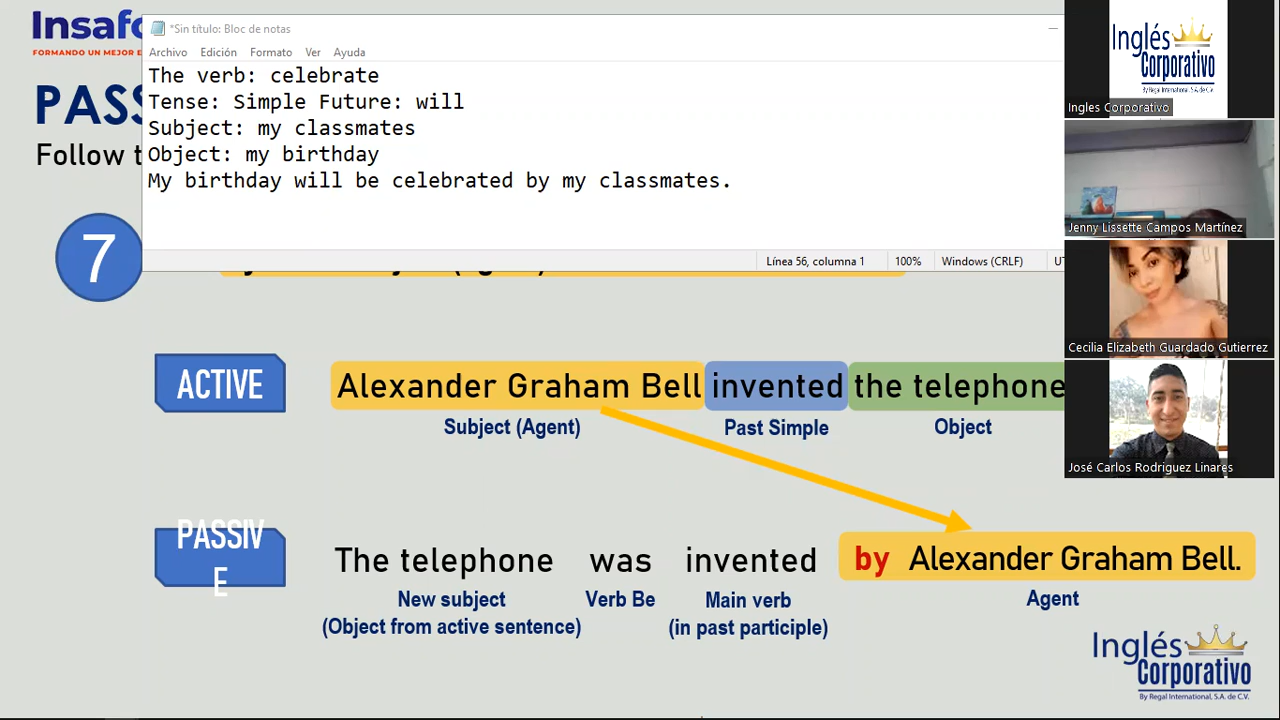 Insafo
FORMANDO UN MEJOR E
*Sin título: Bloc de notas
Archivo Edición Formato Ver Ayuda
The verb: celebrate
Tense: Simple Future: will
Subject: my classmates
Object: my birthday
My birthday will be celebrated by my classmates.
Línea 56, columna 1 100% Windows (CRLF) UT
PASS
Follow t
7
ACTIVE
Alexander Graham Bell invented the telephone
Subject (Agent) Past Simple Object
PASSIV
E
The telephone was invented by Alexander Graham Bell.
New subject Verb Be Main verb Agent
(Object from active sentence) (in past participle)
Inglés
Corporativo
By Regal International, S.A. de C.V.
Ingles Corporativo
Jenny Lissette Campos Martínez
Cecilia Elizabeth Guardado Gutierrez
José Carlos Rodriguez Linares
Inglés
Corporativo
By Regal International, S.A. de C.V.